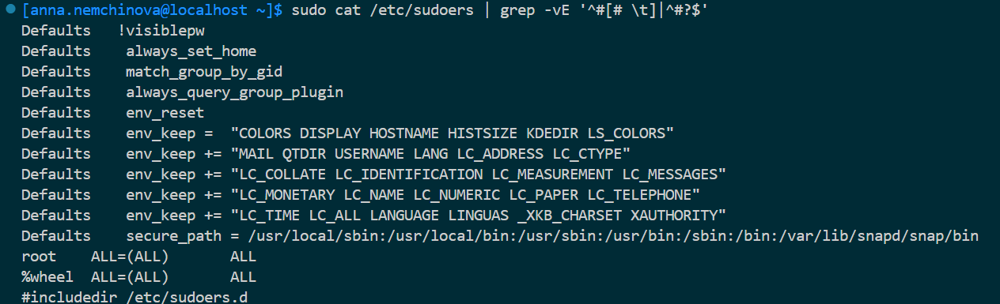 [anna.nemchinova@localhost ~]$ sudo cat /etc/sudoers | grep -vE '^#[# \t]|^#?$'
Defaults   !visiblepw
Defaults    always_set_home
Defaults    match_group_by_gid
Defaults    always_query_group_plugin
Defaults    env_reset
Defaults    env_keep =  "COLORS DISPLAY HOSTNAME HISTSIZE KDEDIR LS_COLORS"
Defaults    env_keep += "MAIL QTDIR USERNAME LANG LC_ADDRESS LC_CTYPE"
Defaults    env_keep += "LC_COLLATE LC_IDENTIFICATION LC_MEASUREMENT LC_MESSAGES"
Defaults    env_keep += "LC_MONETARY LC_NAME LC_NUMERIC LC_PAPER LC_TELEPHONE"
Defaults    env_keep += "LC_TIME LC_ALL LANGUAGE LINGUAS _XKB_CHARSET XAUTHORITY"
Defaults    secure_path = /usr/local/sbin:/usr/local/bin:/usr/sbin:/usr/bin:/sbin:/bin:/var/lib/snapd/snap/bin
root    ALL=(ALL)       ALL
%wheel  ALL=(ALL)       ALL
#includedir /etc/sudoers.d